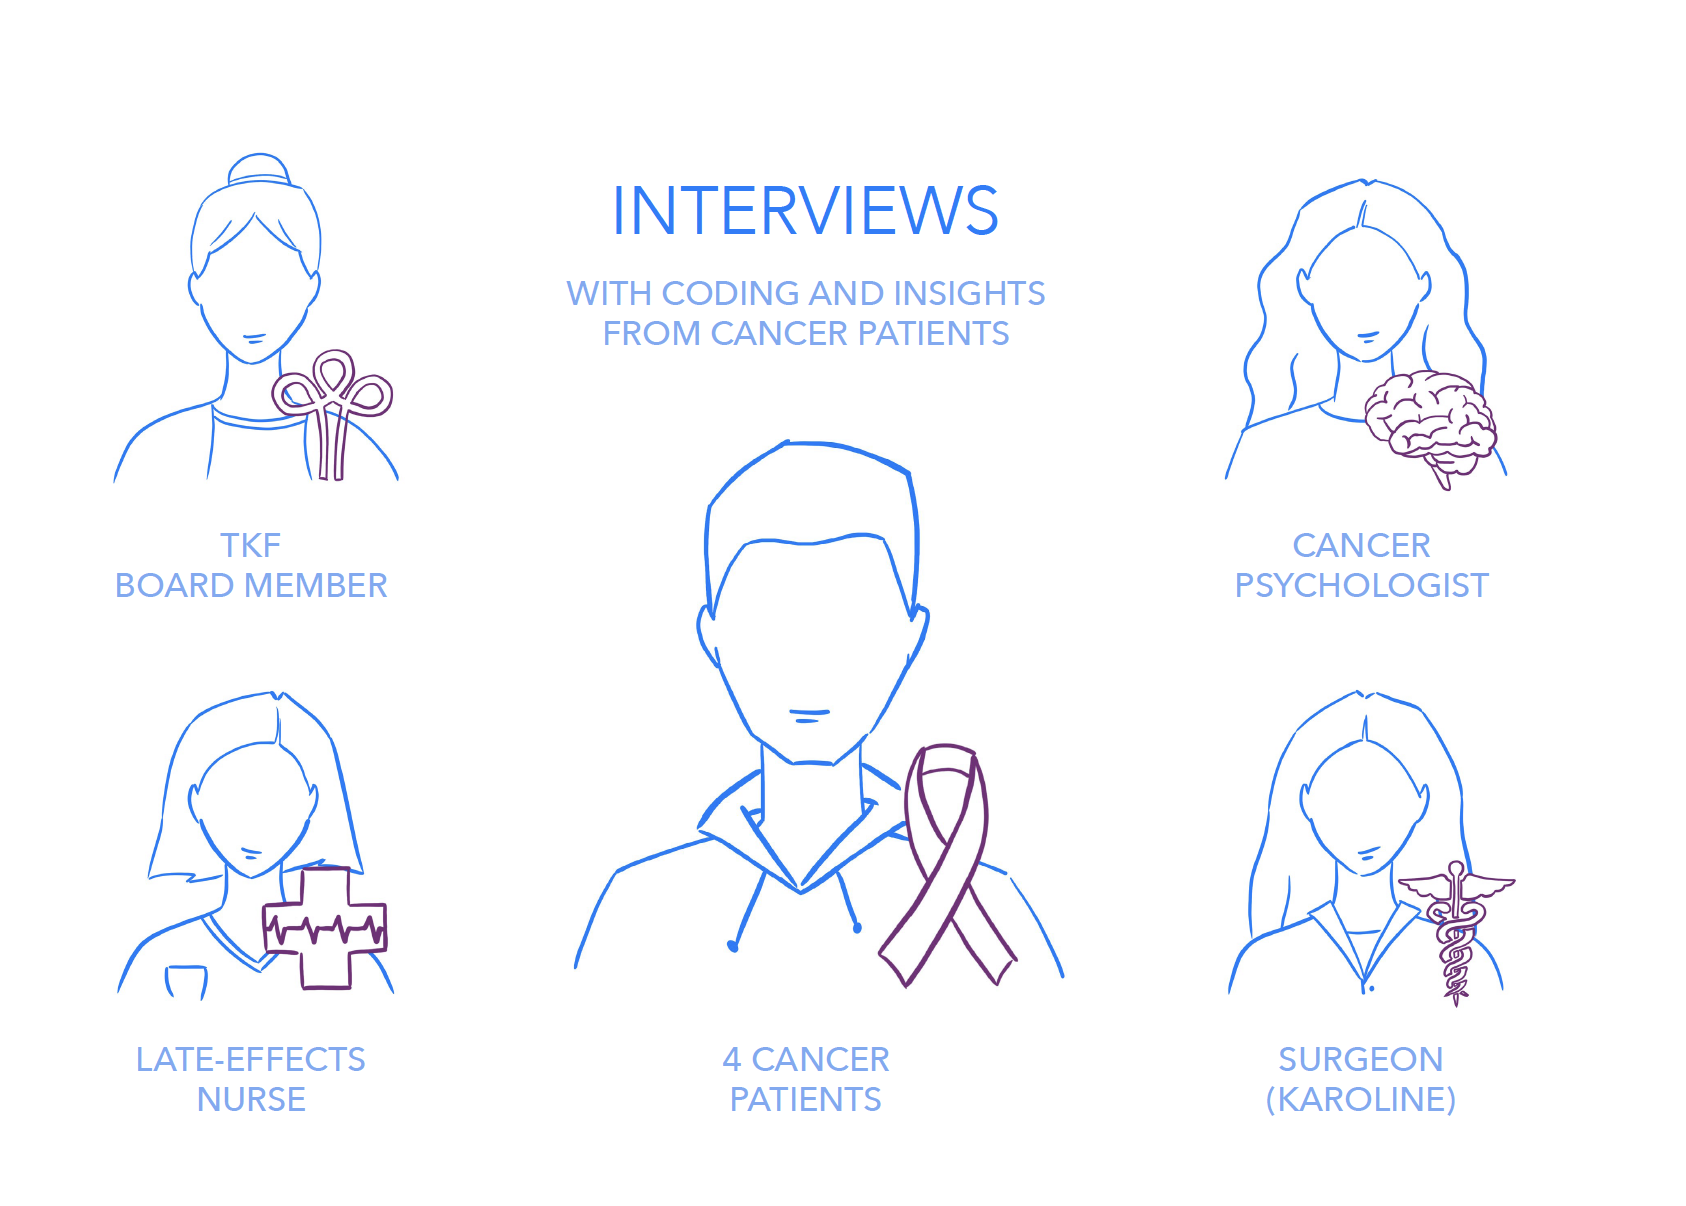 INTERVIEWS
WITH CODING AND INSIGHTS
FROM CANCER PATIENTS
TKF
BOARD MEMBER
CANCER
PSYCHOLOGIST
LATE-EFFECTS
NURSE
4 CANCER
PATIENTS
SURGEON
(KAROLINE)